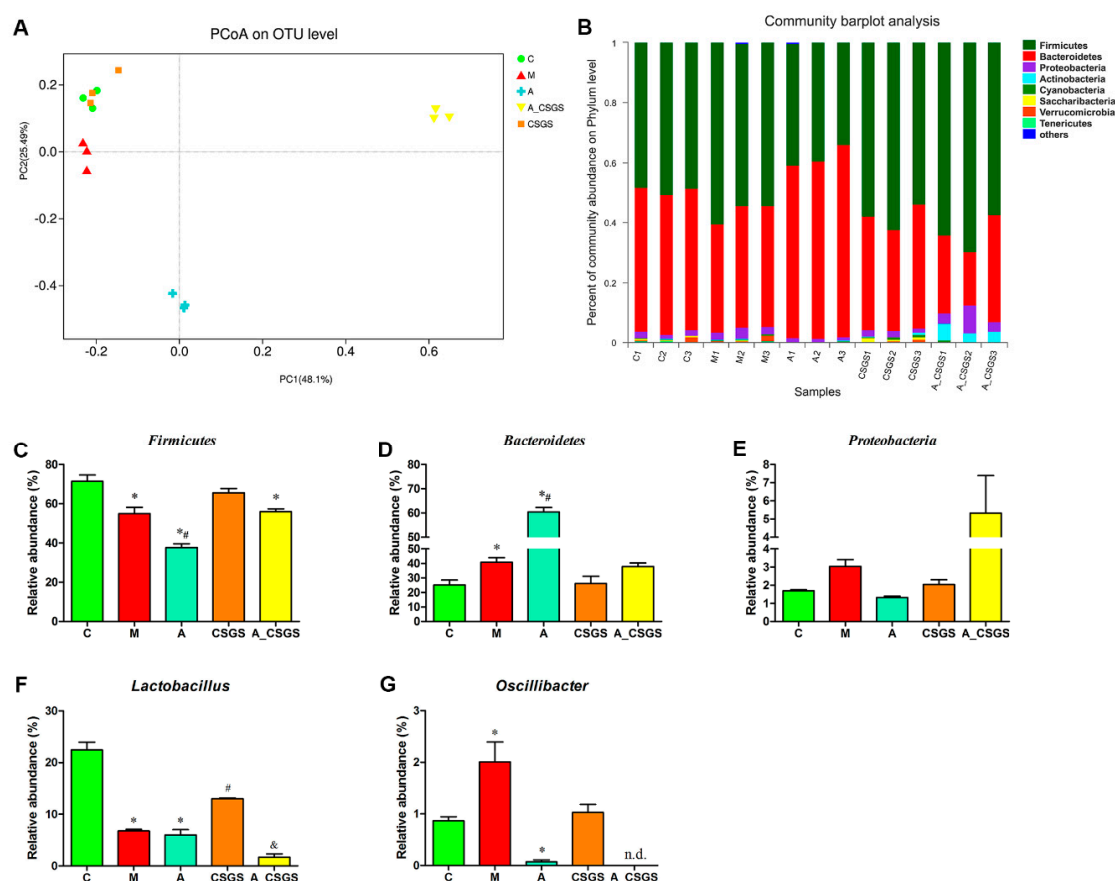 A
PCoA on OTU level
PC2(25.49%)
0.2
0.0
-0.2
-0.4
-0.2
0.0
0.2
0.4
0.6
PC1(48.1%)
C
M
A
A_CSGS
CSGS
B
Community barplot analysis
Percent of community abundance on Phylum level
1
0.8
0.6
0.4
0.2
0
C1
C2
C3
M1
M2
M3
A1
A2
A3
CSGS1
CSGS2
CSGS3
A_CSGS1
A_CSGS2
A_CSGS3
Samples
Firmicutes
Bacteroidetes
Proteobacteria
Actinobacteria
Cyanobacteria
Saccharibacteria
Verrucomicrobia
Tenericutes
others
C
Firmicutes
Relative abundance (%)
80
60
40
20
0
*
*#
*
C M A CSGS A_CSGS
D
Bacteroidetes
Relative abundance (%)
80
70
60
50
50
40
30
20
10
0
*
*#
C M A CSGS A_CSGS
E
Proteobacteria
Relative abundance (%)
8
7
6
5
4
4
3
2
1
0
C M A CSGS A_CSGS
F
Lactobacillus
Relative abundance (%)
30
20
10
0
*
*
#
&
C M A CSGS A_CSGS
G
Oscillibacter
Relative abundance (%)
3
2
1
0
*
*
n.d.
C M A CSGS A_CSGS